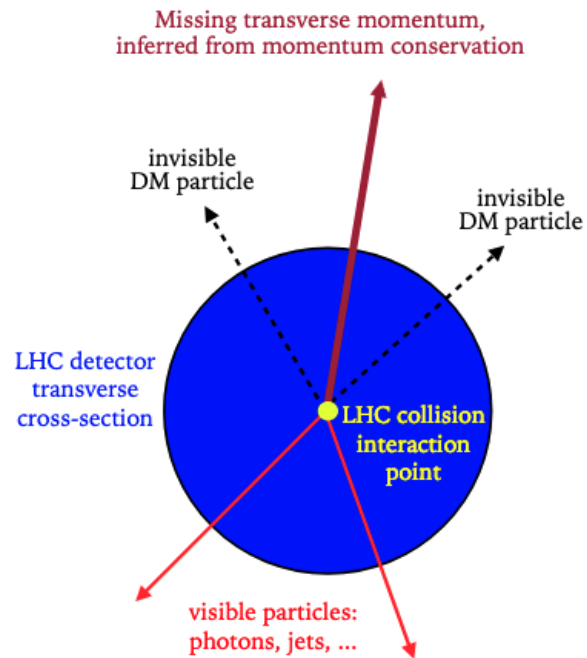 Missing transverse momentum,
inferred from momentum conservation
invisible
DM particle
invisible
DM particle
LHC detector
transverse
cross-section
LHC collision
interaction
point
visible particles:
photons, jets, ...